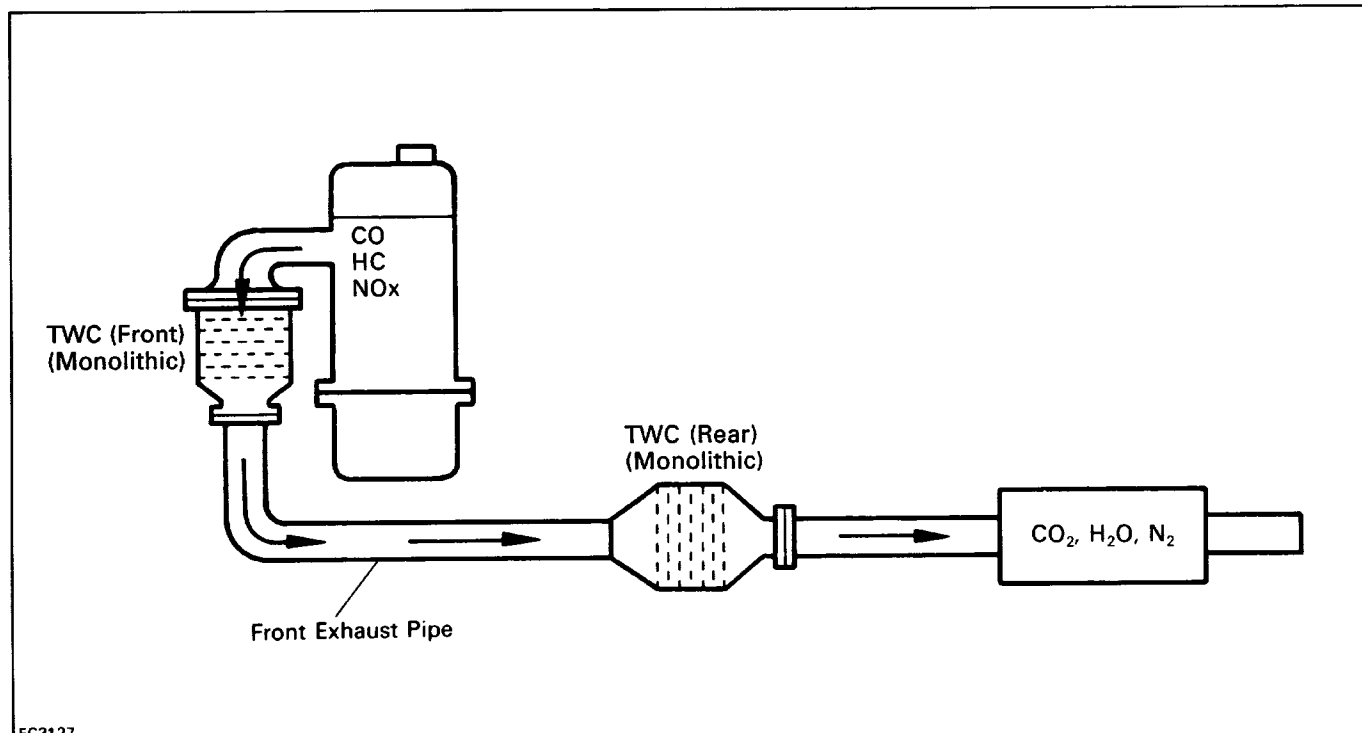 CO
HC
NOx
TWC (Front)
(Monolithic)
TWC (Rear)
(Monolithic)
CO₂, H₂O, N₂
Front Exhaust Pipe